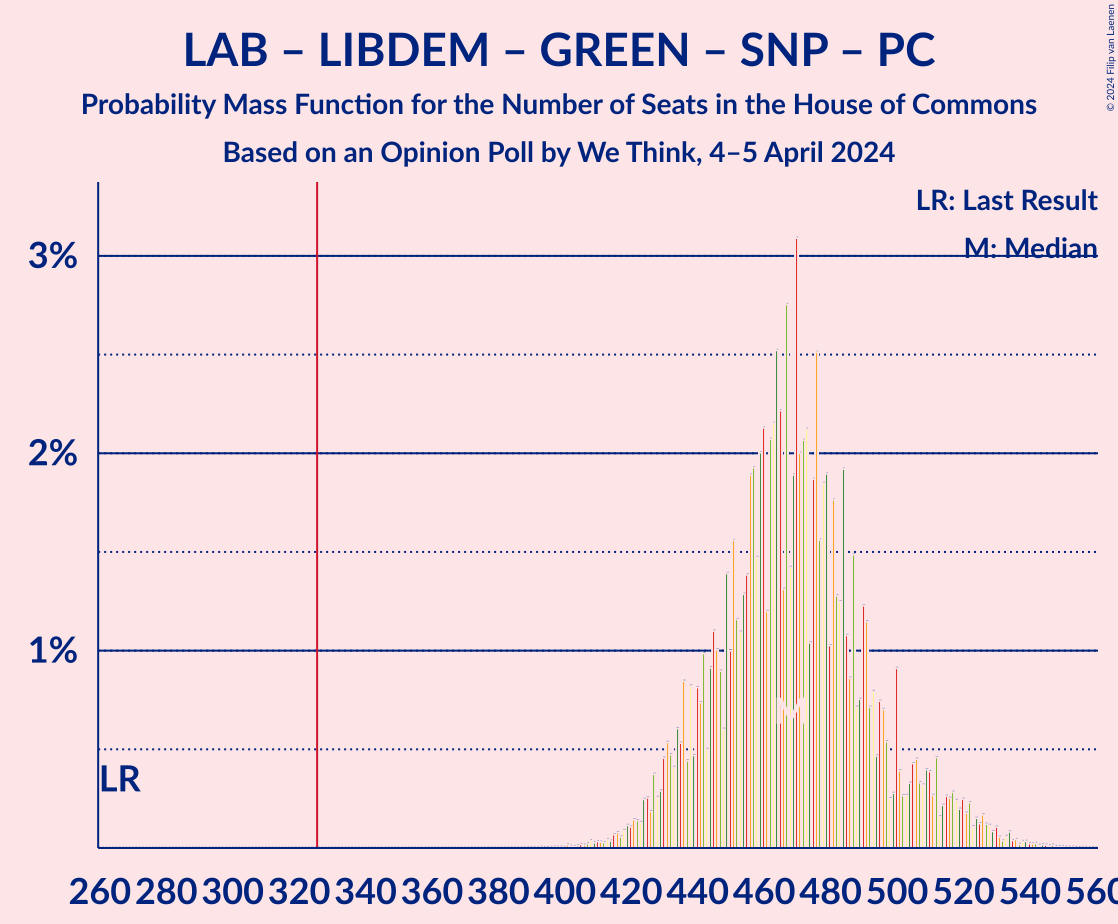 LAB – LIBDEM – GREEN – SNP – PC
Probability Mass Function for the Number of Seats in the House of Commons
Based on an Opinion Poll by We Think, 4–5 April 2024
© 2024 Filip van Laenen
LR: Last Result
M: Median
3%
2%
1%
LR
M
260 280 300 320 340 360 380 400 420 440 460 480 500 520 540 560